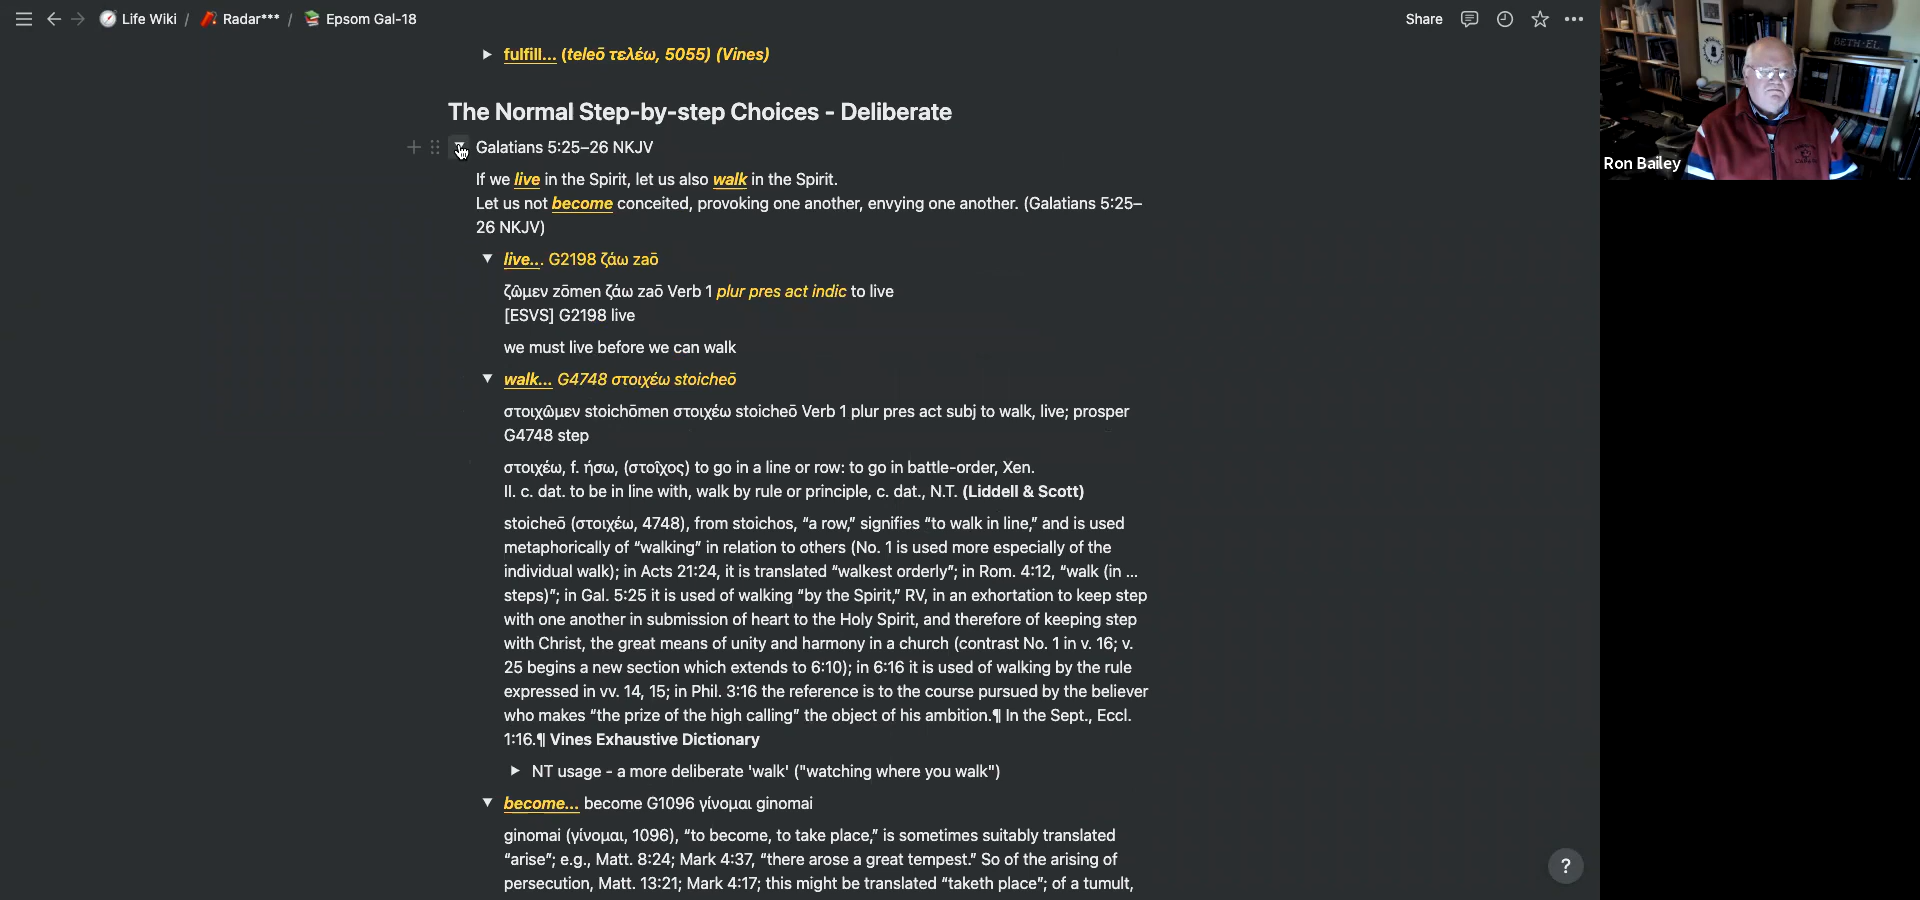 Life Wiki / Radar*** / Epsom Gal-18
Share
fulfill... (teleō τελέω, 5055) (Vines)
The Normal Step-by-step Choices - Deliberate
Galatians 5:25–26 NKJV
If we live in the Spirit, let us also walk in the Spirit.
Let us not become conceited, provoking one another, envying one another. (Galatians 5:25–
26 NKJV)
live... G2198 ζάω zaō
ζῶμεν zōmen ζάω zaō Verb 1 plur pres act indic to live
[ESVS] G2198 live
we must live before we can walk
walk... G4748 στοιχέω stoicheō
στοιχῶμεν stoichōmen στοιχέω stoicheō Verb 1 plur pres act subj to walk, live; prosper
G4748 step
στοιχέω, f. ήσω, (στοῖχος) to go in a line or row: to go in battle-order, Xen.
II. c. dat. to be in line with, walk by rule or principle, c. dat., N.T. (Liddell & Scott)
stoicheō (στοιχέω, 4748), from stoichos, “a row,” signifies “to walk in line,” and is used
metaphorically of “walking” in relation to others (No. 1 is used more especially of the
individual walk); in Acts 21:24, it is translated “walkest orderly”; in Rom. 4:12, “walk (in ...
steps)”; in Gal. 5:25 it is used of walking “by the Spirit,” RV, in an exhortation to keep step
with one another in submission of heart to the Holy Spirit, and therefore of keeping step
with Christ, the great means of unity and harmony in a church (contrast No. 1 in v. 16; v.
25 begins a new section which extends to 6:10); in 6:16 it is used of walking by the rule
expressed in vv. 14, 15; in Phil. 3:16 the reference is to the course pursued by the believer
who makes “the prize of the high calling” the object of his ambition.¶ In the Sept., Eccl.
1:16.¶ Vines Exhaustive Dictionary
NT usage - a more deliberate 'walk' ("watching where you walk")
become... become G1096 γίνομαι ginomai
ginomai (γίνομαι, 1096), “to become, to take place,” is sometimes suitably translated
“arise”; e.g., Matt. 8:24; Mark 4:37, “there arose a great tempest.” So of the arising of
persecution, Matt. 13:21; Mark 4:17; this might be translated “taketh place”; of a tumult,
?
BETH-EL
Ron Bailey